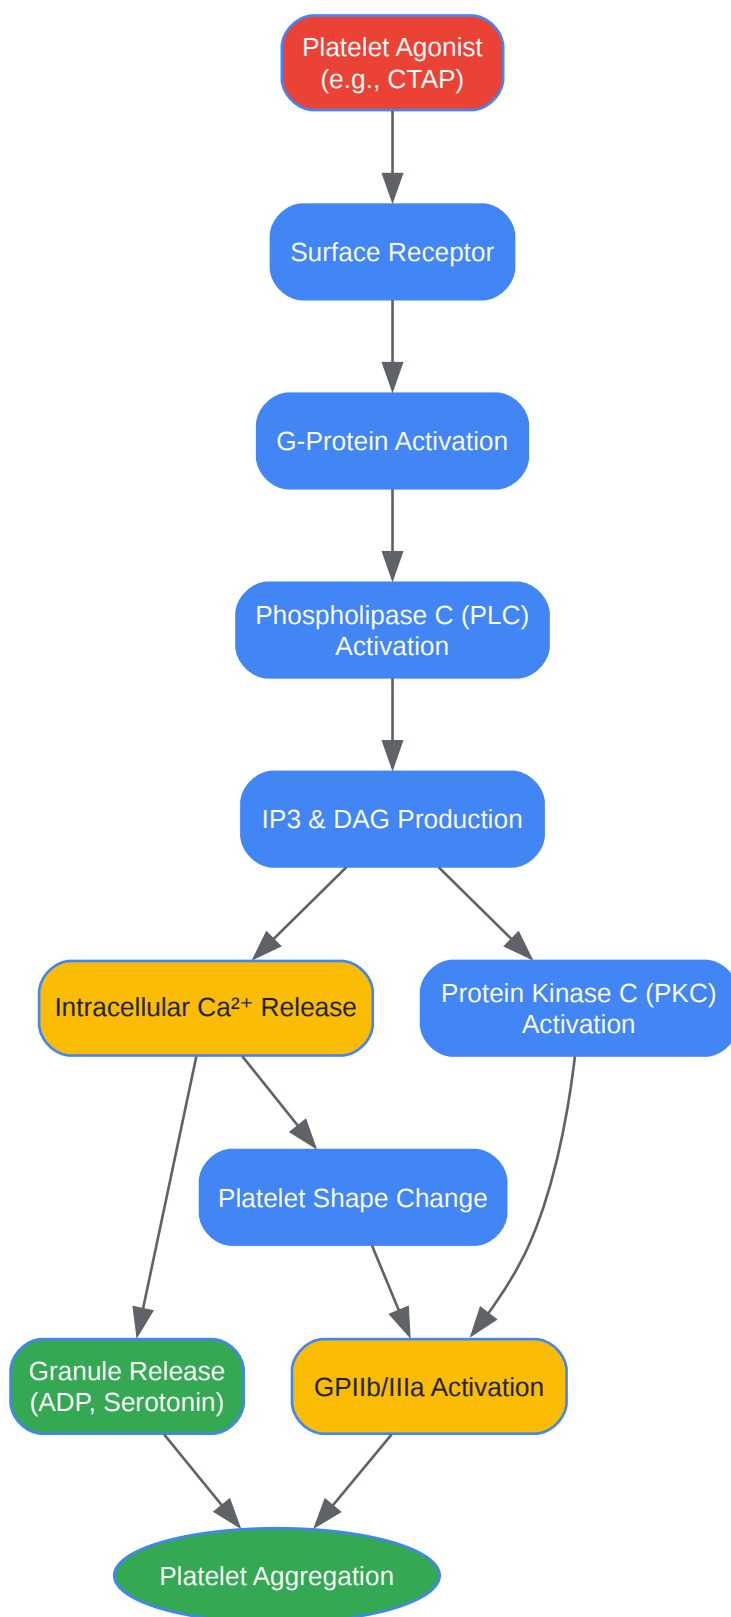 Platelet Agonist
(e.g., CTAP)
Surface Receptor
G-Protein Activation
Phospholipase C (PLC)
Activation
IP3 & DAG Production
Intracellular Ca²⁺ Release
Protein Kinase C (PKC)
Activation
Platelet Shape Change
Granule Release
(ADP, Serotonin)
GPIIb/IIIa Activation
Platelet Aggregation